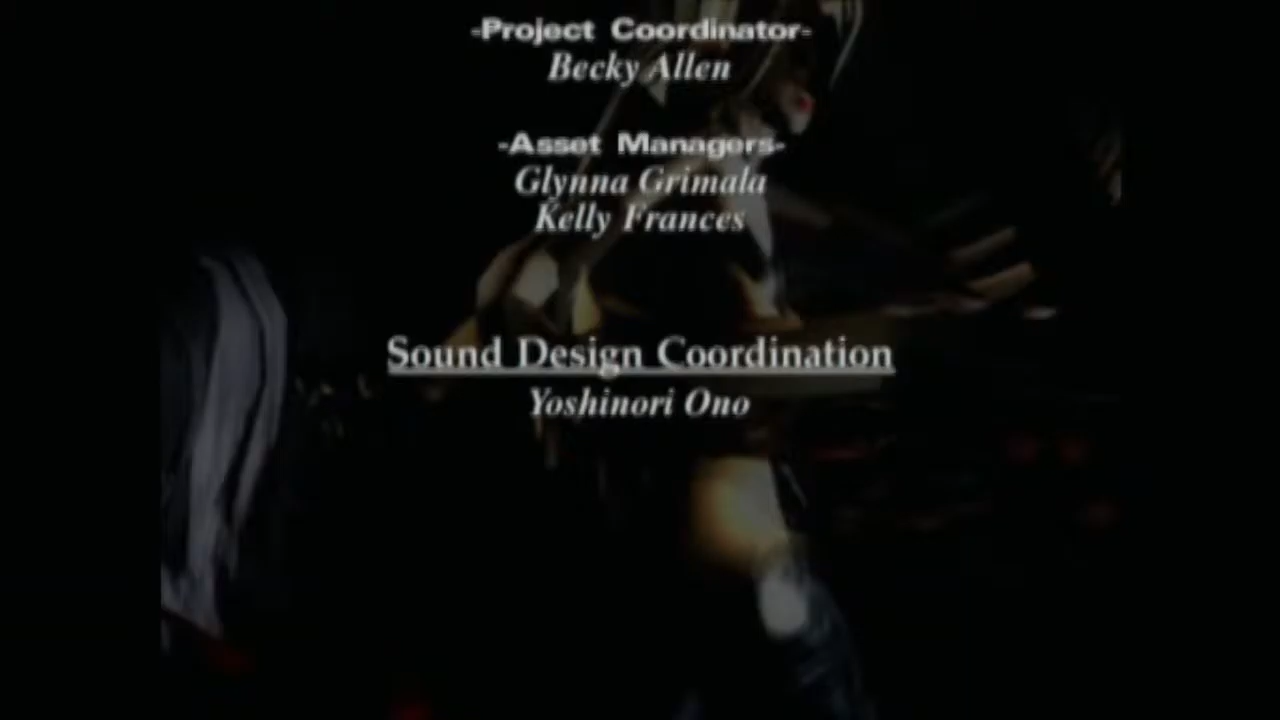 -Project Coordinator-
Becky Allen
-Asset Managers-
Glynna Grimala
Kelly Frances
Sound Design Coordination
Yoshinori Ono